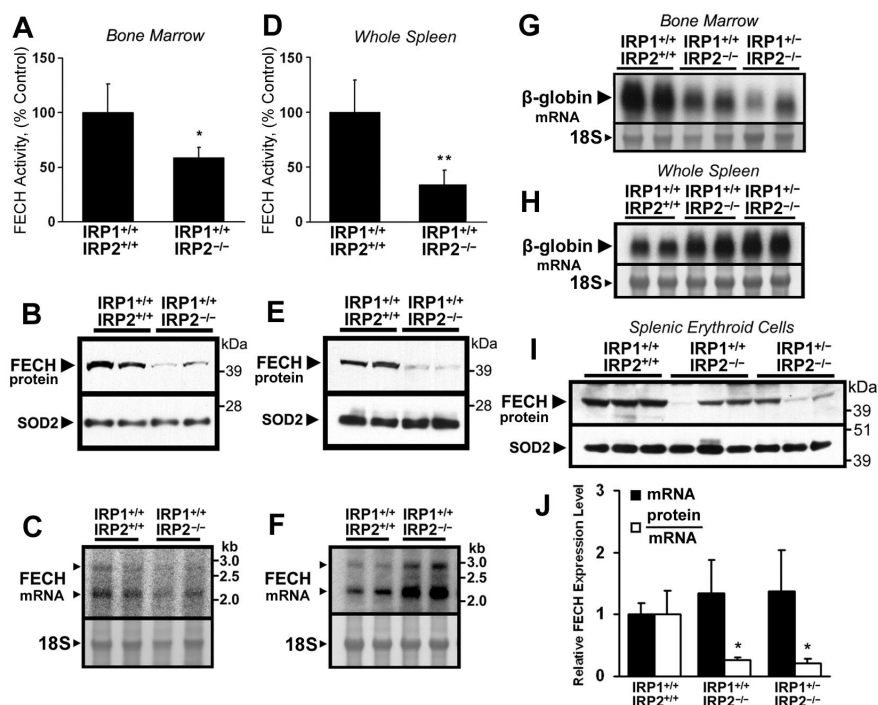 A
Bone Marrow
FECH Activity, (% Control)
150
100
50
0
*
IRP1+/+ IRP1+/+
IRP2+/+ IRP2−/−
D
Whole Spleen
FECH Activity, (% Control)
150
100
50
0
**
IRP1+/+ IRP1+/+
IRP2+/+ IRP2−/−
B
IRP1+/+ IRP1+/+
IRP2+/+ IRP2−/−
kDa
FECH
protein
39
28
SOD2
E
IRP1+/+ IRP1+/+
IRP2+/+ IRP2−/−
kDa
FECH
protein
39
28
SOD2
C
IRP1+/+ IRP1+/+
IRP2+/+ IRP2−/−
kb
3.0
2.5
2.0
FECH
mRNA
18S
F
IRP1+/+ IRP1+/+
IRP2+/+ IRP2−/−
kb
3.0
2.5
2.0
FECH
mRNA
18S
G
Bone Marrow
IRP1+/+ IRP1+/+ IRP1+/−
IRP2+/+ IRP2−/− IRP2−/−
β-globin
mRNA
18S
H
Whole Spleen
IRP1+/+ IRP1+/+ IRP1+/−
IRP2+/+ IRP2−/− IRP2−/−
β-globin
mRNA
18S
I
Splenic Erythroid Cells
IRP1+/+ IRP1+/+ IRP1+/−
IRP2+/+ IRP2−/− IRP2−/−
kDa
FECH
protein
39
51
SOD2
39
J
Relative FECH Expression Level
3
2
1
0
mRNA
protein
mRNA
* *
IRP1+/+ IRP1+/+ IRP1+/−
IRP2+/+ IRP2−/− IRP2−/−